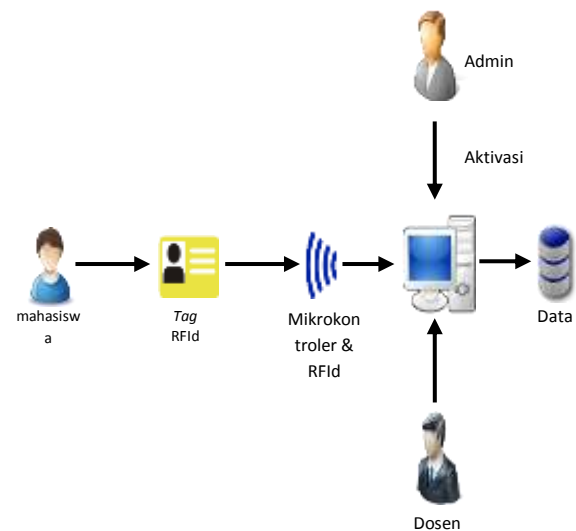 Admin
Aktivasi
mahasisw
a
Tag
RFId
Mikrokon
troler &
RFId
Data
Dosen